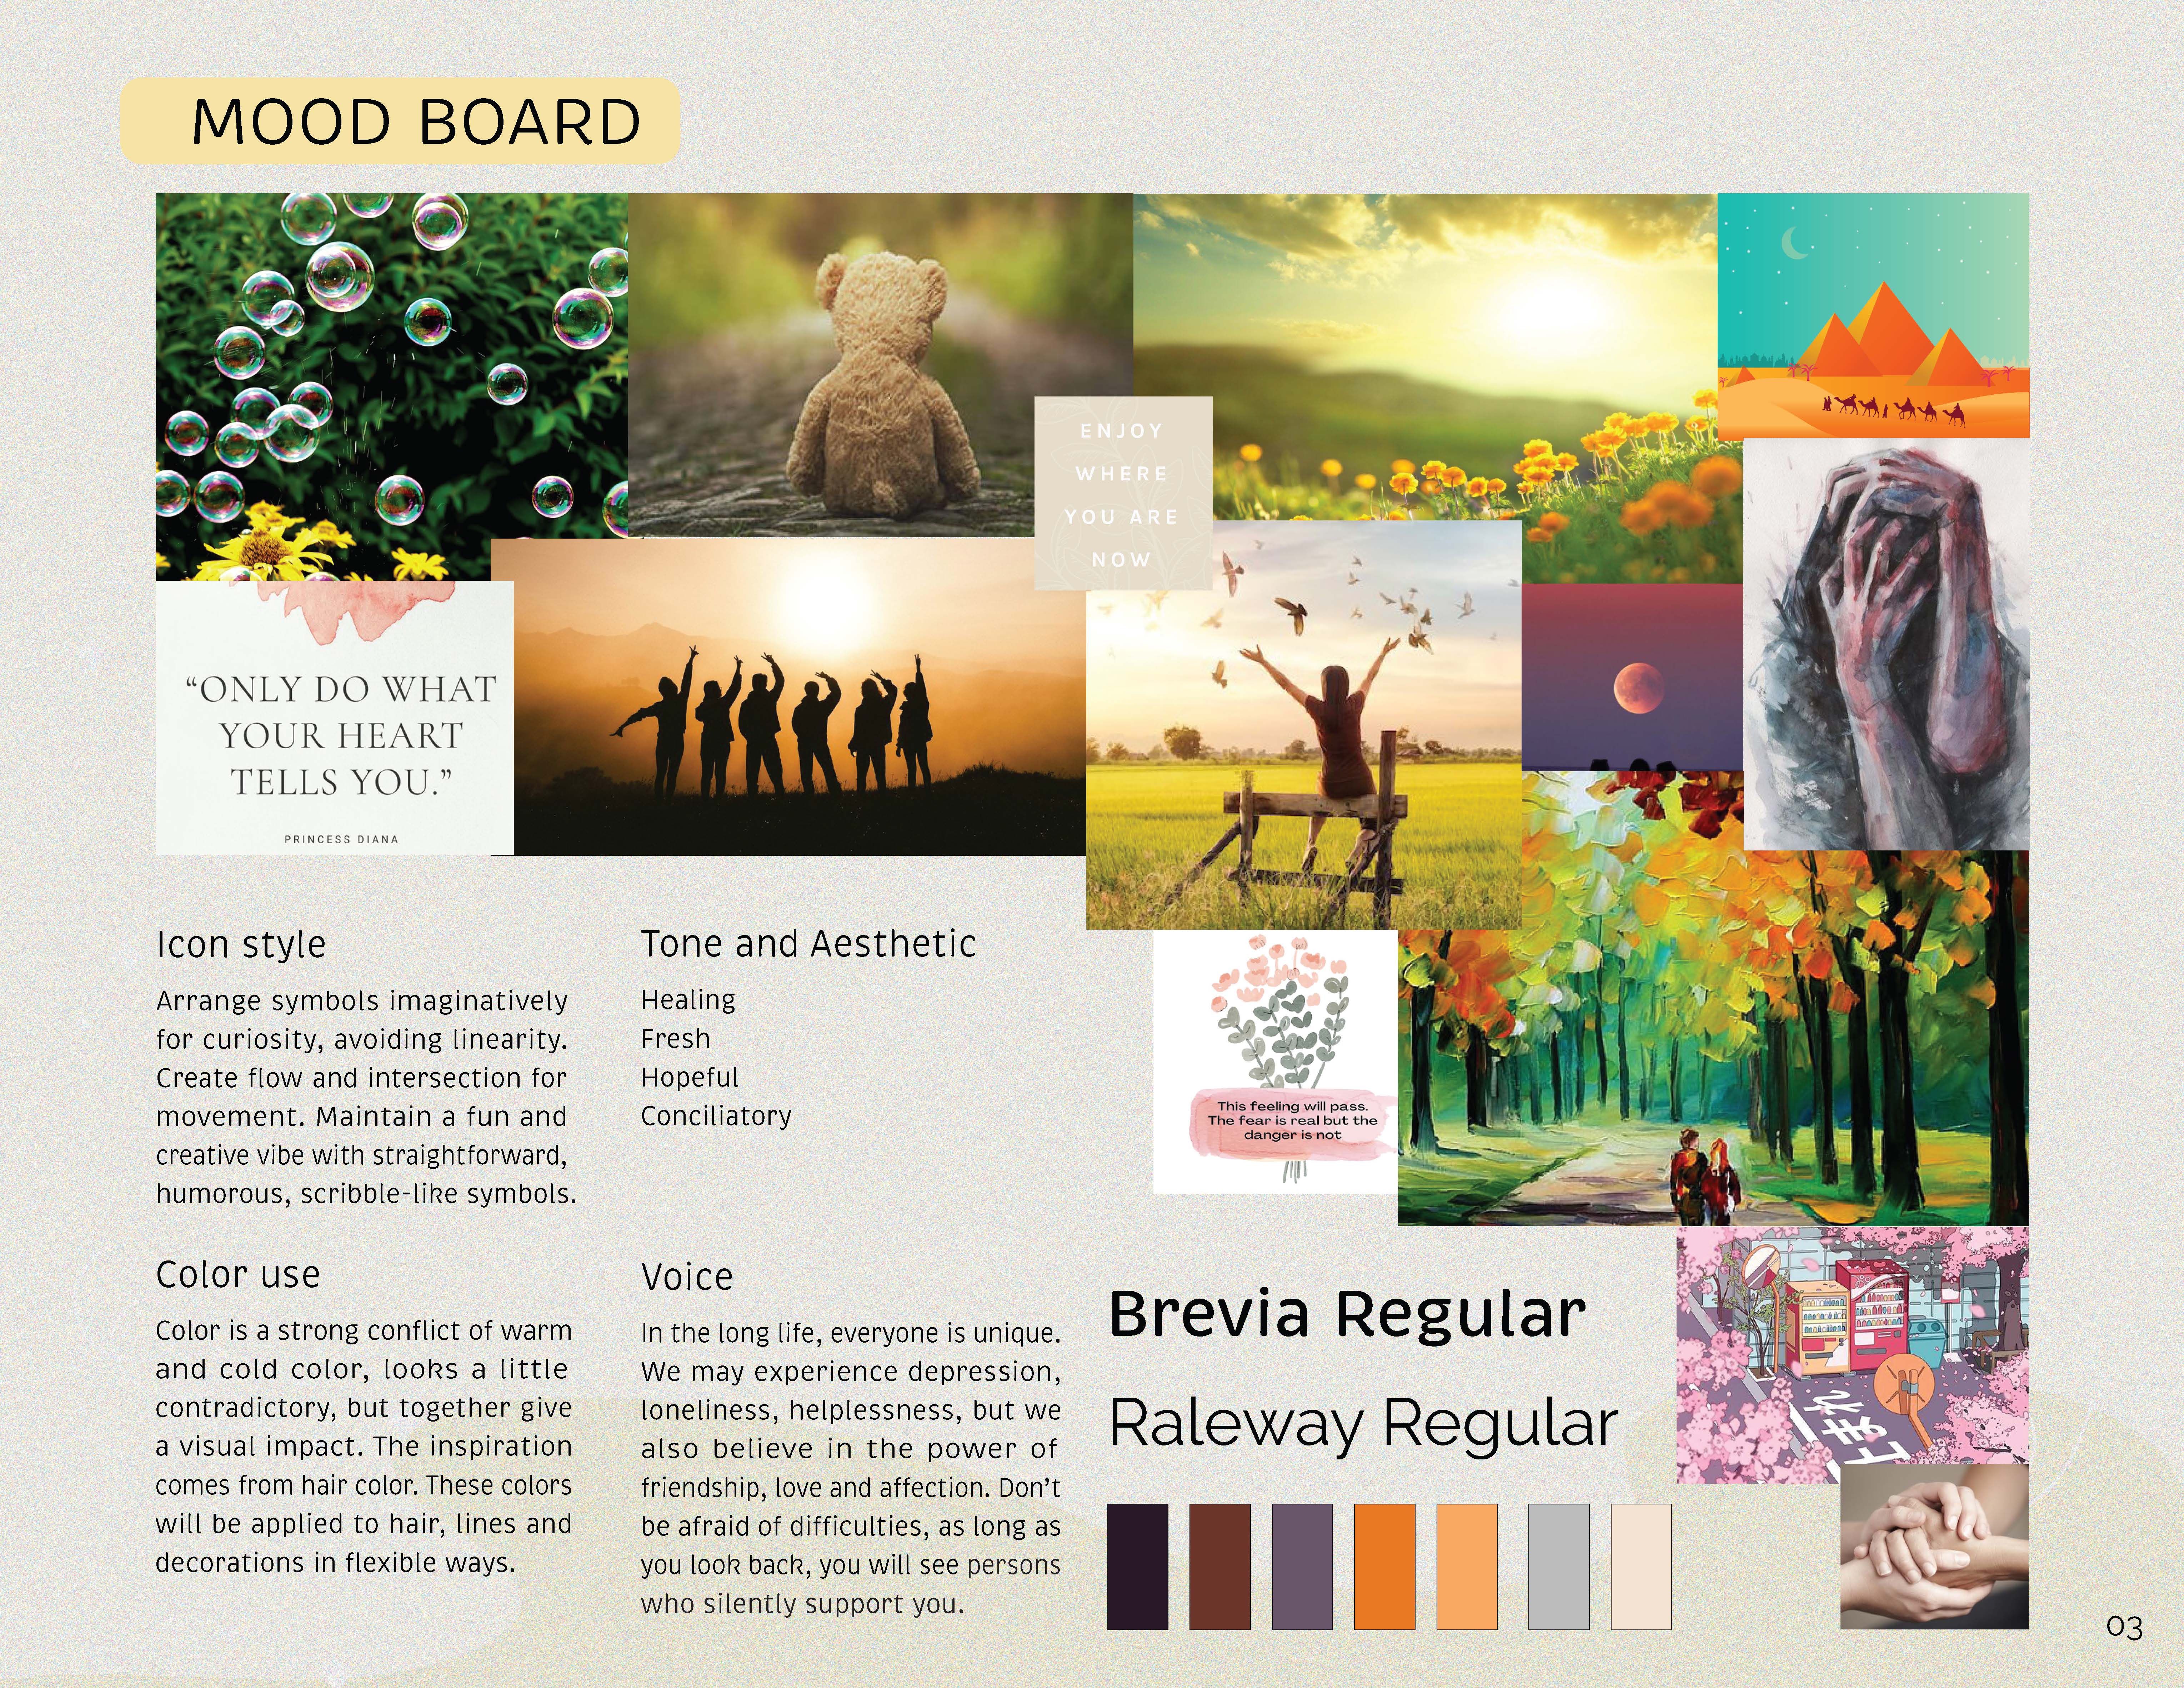 MOOD BOARD
ENJOY
WHERE
YOU ARE
NOW
“ONLY DO WHAT
YOUR HEART
TELLS YOU.”
PRINCESS DIANA
This feeling will pass.
The fear is real but the
danger is not
Icon style
Arrange symbols imaginatively
for curiosity, avoiding linearity.
Create flow and intersection for
movement. Maintain a fun and
creative vibe with straightforward,
humorous, scribble-like symbols.
Tone and Aesthetic
Healing
Fresh
Hopeful
Conciliatory
Color use
Color is a strong conflict of warm
and cold color, looks a little
contradictory, but together give
a visual impact. The inspiration
comes from hair color. These colors
will be applied to hair, lines and
decorations in flexible ways.
Voice
In the long life, everyone is unique.
We may experience depression,
loneliness, helplessness, but we
also believe in the power of
friendship, love and affection. Don’t
be afraid of difficulties, as long as
you look back, you will see persons
who silently support you.
Brevia Regular
Raleway Regular
03